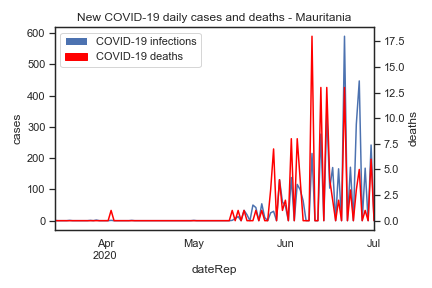 New COVID-19 daily cases and deaths - Mauritania
COVID-19 infections
COVID-19 deaths
600
500
400
300
200
100
0
cases
17.5
15.0
12.5
10.0
7.5
5.0
2.5
0.0
deaths
Apr
2020
May
Jun
Jul
dateRep